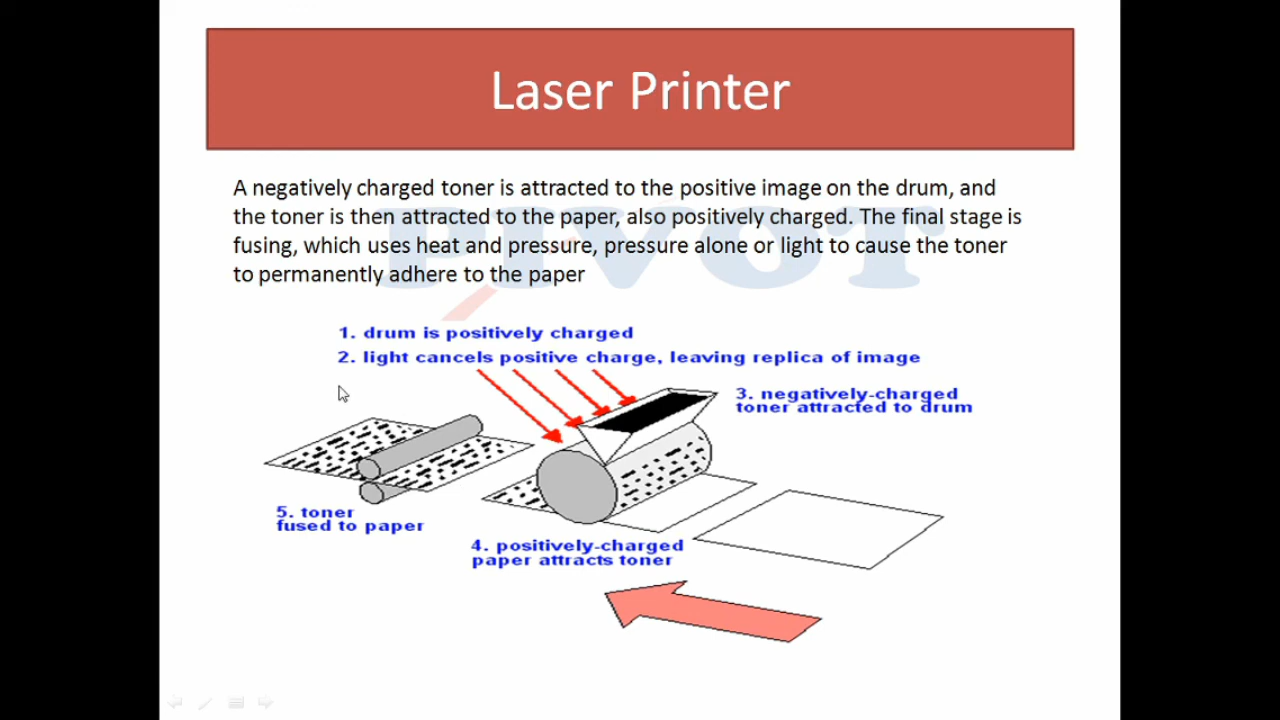 Laser Printer
A negatively charged toner is attracted to the positive image on the drum, and
the toner is then attracted to the paper, also positively charged. The final stage is
fusing, which uses heat and pressure, pressure alone or light to cause the toner
to permanently adhere to the paper
PIVOT
1. drum is positively charged
2. light cancels positive charge, leaving replica of image
3. negatively-charged
toner attracted to drum
5. toner
fused to paper
4. positively-charged
paper attracts toner